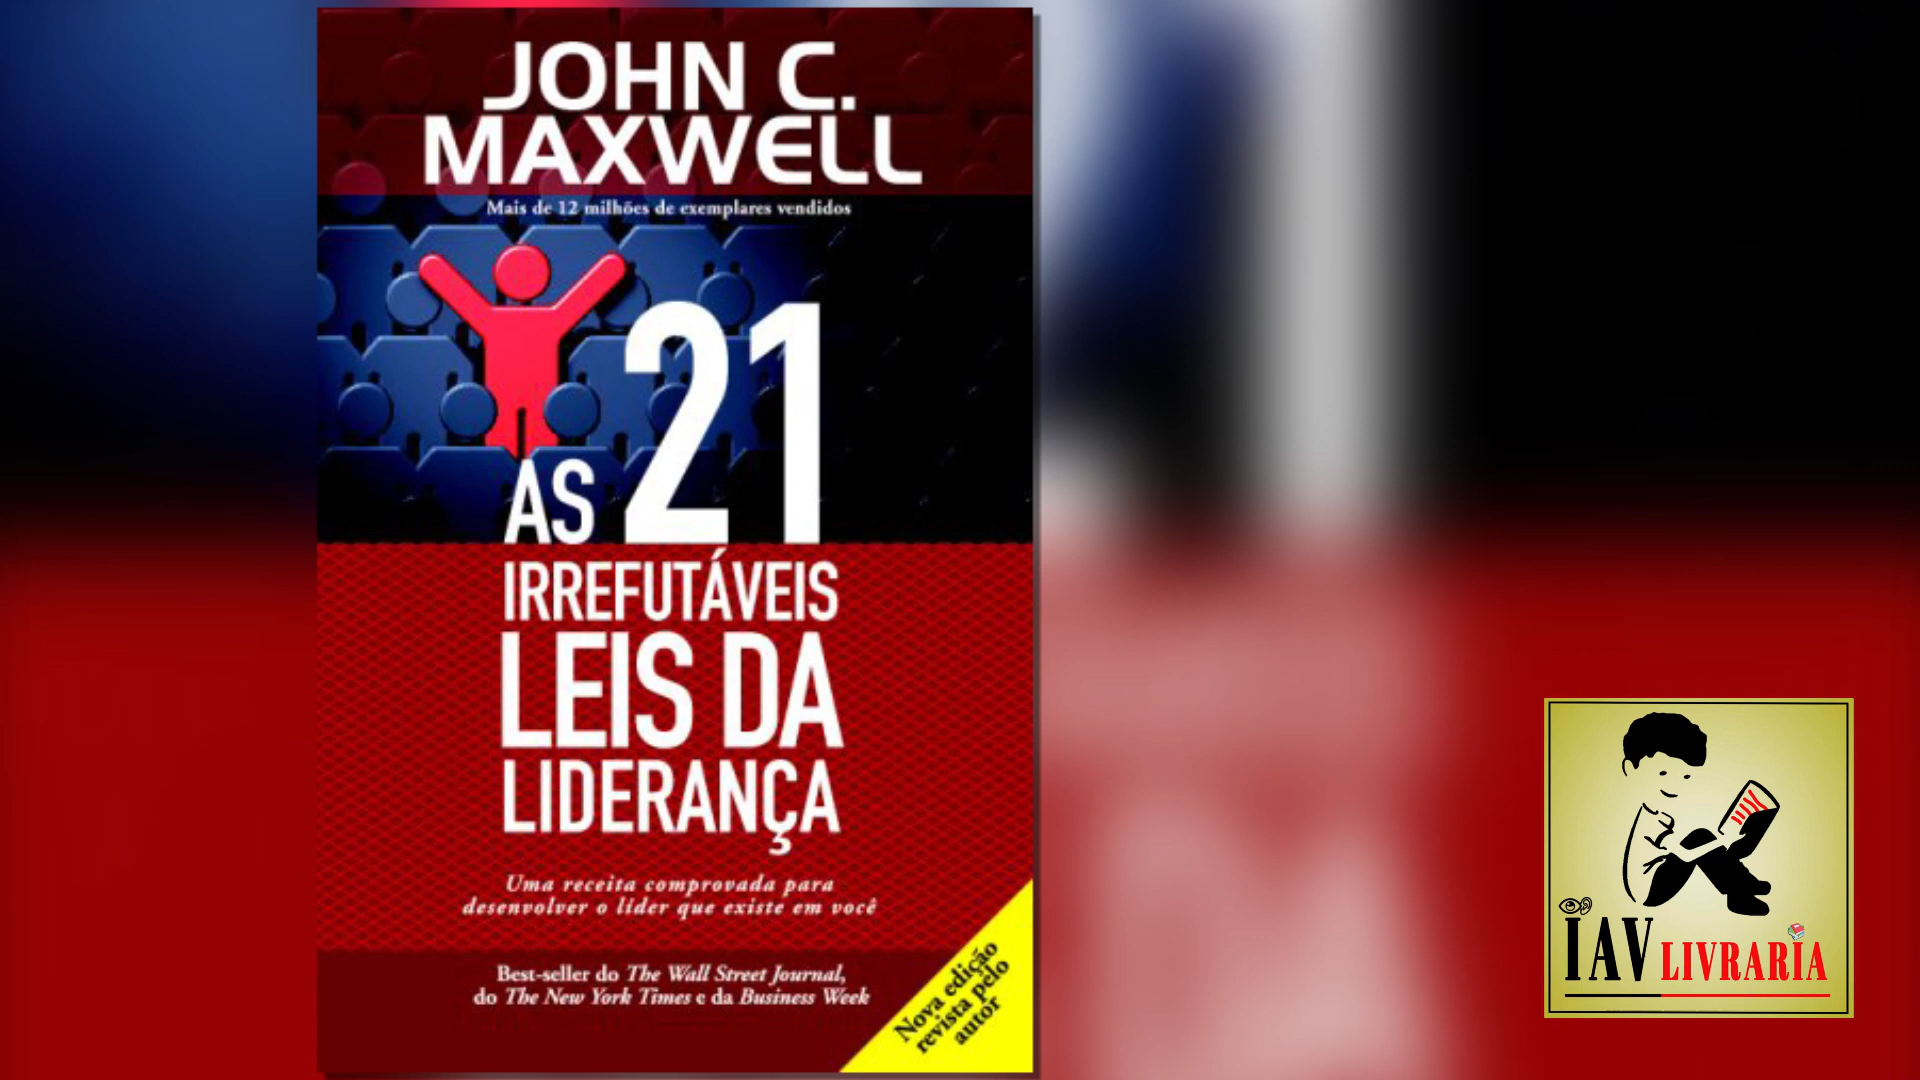 JOHN C.
MAXWELL
Mais de 12 milhões de exemplares vendidos
AS 21
IRREFUTÁVEIS
LEIS DA
LIDERANÇA
Uma receita comprovada para
desenvolver o líder que existe em você
Best-seller do The Wall Street Journal,
do The New York Times e da Business Week
Nova edição
revista pelo
autor
IAV LIVRARIA